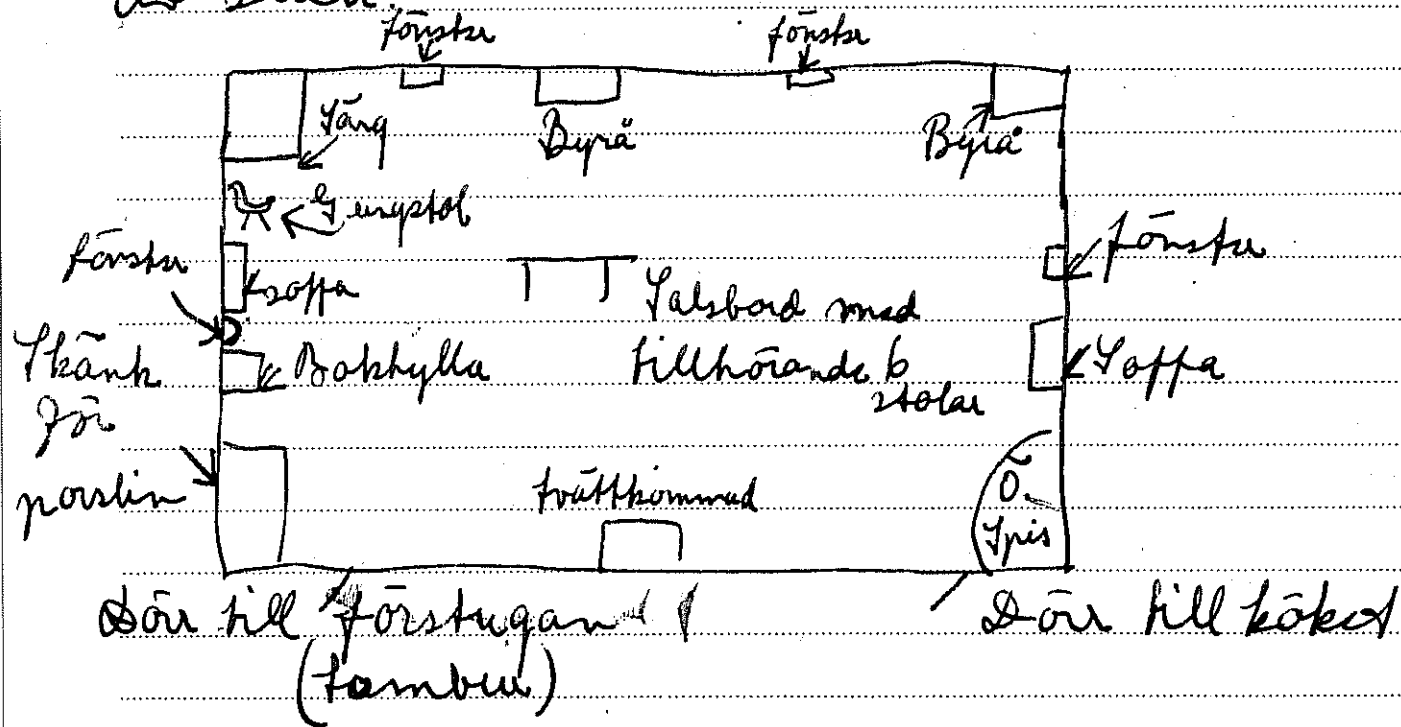 fönster
fönster
Säng
Byrå
Byrå
Gungstol
fönster
fönster
soffa
Salsbord med
tillhörande 6
stolar
Skänk
för
porslin
Bokhylla
Soffa
tvättkommod
Ö.
Spis
Dörr till förstugan
(tambur)
Dörr till köket